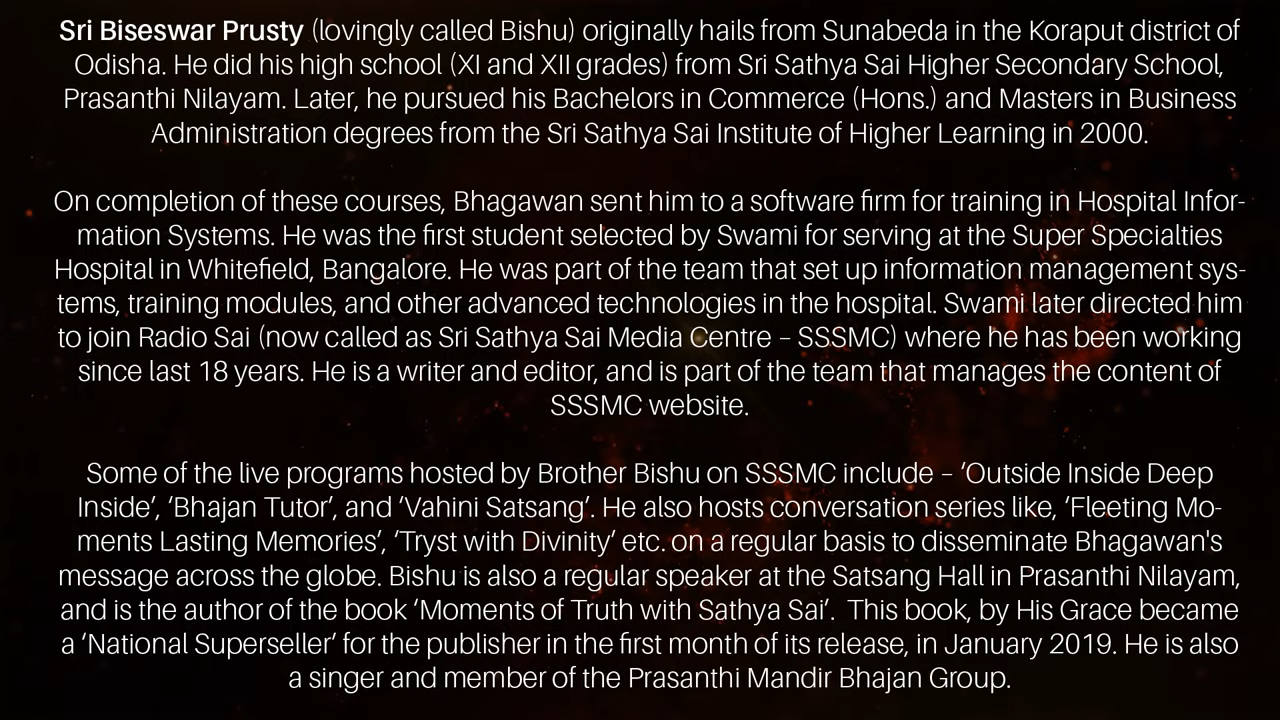 Sri Biseswar Prusty (lovingly called Bishu) originally hails from Sunabeda in the Koraput district of
Odisha. He did his high school (XI and XII grades) from Sri Sathya Sai Higher Secondary School,
Prasanthi Nilayam. Later, he pursued his Bachelors in Commerce (Hons.) and Masters in Business
Administration degrees from the Sri Sathya Sai Institute of Higher Learning in 2000.
On completion of these courses, Bhagawan sent him to a software firm for training in Hospital Infor-
mation Systems. He was the first student selected by Swami for serving at the Super Specialties
Hospital in Whitefield, Bangalore. He was part of the team that set up information management sys-
tems, training modules, and other advanced technologies in the hospital. Swami later directed him
to join Radio Sai (now called as Sri Sathya Sai Media Centre – SSSMC) where he has been working
since last 18 years. He is a writer and editor, and is part of the team that manages the content of
SSSMC website.
Some of the live programs hosted by Brother Bishu on SSSMC include – ‘Outside Inside Deep
Inside’, ‘Bhajan Tutor’, and ‘Vahini Satsang’. He also hosts conversation series like, ‘Fleeting Mo-
ments Lasting Memories’, ‘Tryst with Divinity’ etc. on a regular basis to disseminate Bhagawan's
message across the globe. Bishu is also a regular speaker at the Satsang Hall in Prasanthi Nilayam,
and is the author of the book ‘Moments of Truth with Sathya Sai’.  This book, by His Grace became
a ‘National Superseller’ for the publisher in the first month of its release, in January 2019. He is also
a singer and member of the Prasanthi Mandir Bhajan Group.